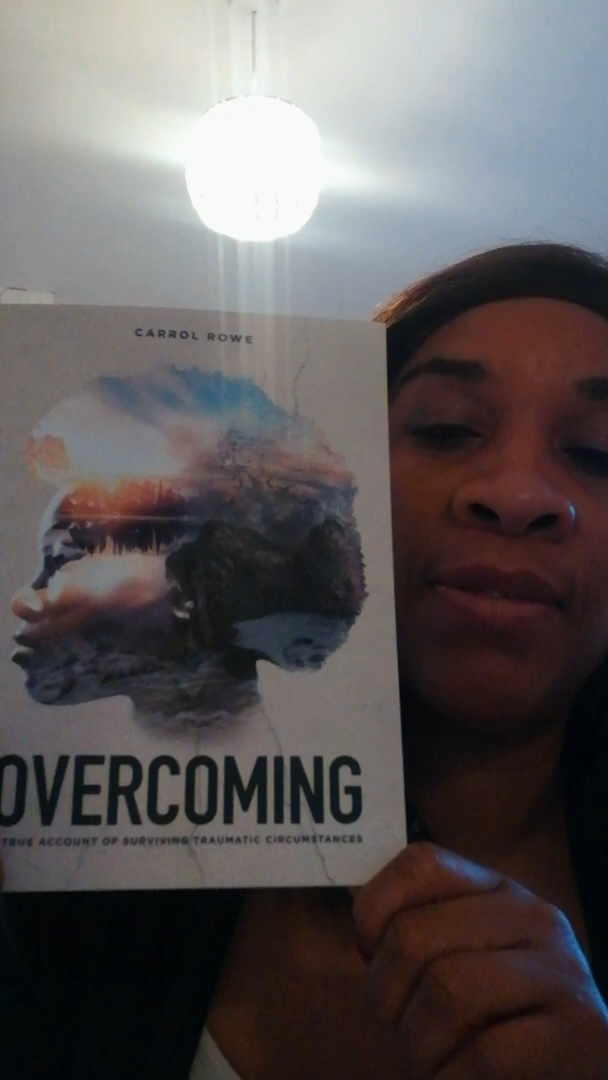 CARROL ROWE
OVERCOMING
TRUE ACCOUNT OF SURVIVING TRAUMATIC CIRCUMSTANCES